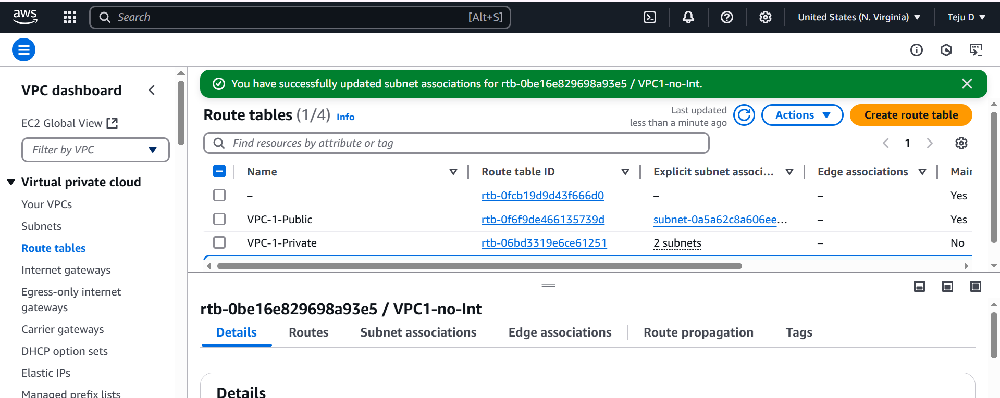 aws
Search [Alt+S]
United States (N. Virginia)
Teju D
VPC dashboard
EC2 Global View
Filter by VPC
Virtual private cloud
Your VPCs
Subnets
Route tables
Internet gateways
Egress-only internet
gateways
Carrier gateways
DHCP option sets
Elastic IPs
Managed prefix lists
You have successfully updated subnet associations for rtb-0be16e829698a93e5 / VPC1-no-Int.
Route tables (1/4) Info
Last updated
less than a minute ago
Actions
Create route table
Find resources by attribute or tag
1
Name Route table ID Explicit subnet associ... Edge associations Main
– rtb-0fcb19d9d43f666d0 – – Yes
VPC-1-Public rtb-0f6f9de466135739d subnet-0a5a62c8a606ee... – Yes
VPC-1-Private rtb-06bd3319e6ce61251 2 subnets – No
rtb-0be16e829698a93e5 / VPC1-no-Int
Details Routes Subnet associations Edge associations Route propagation Tags
Details